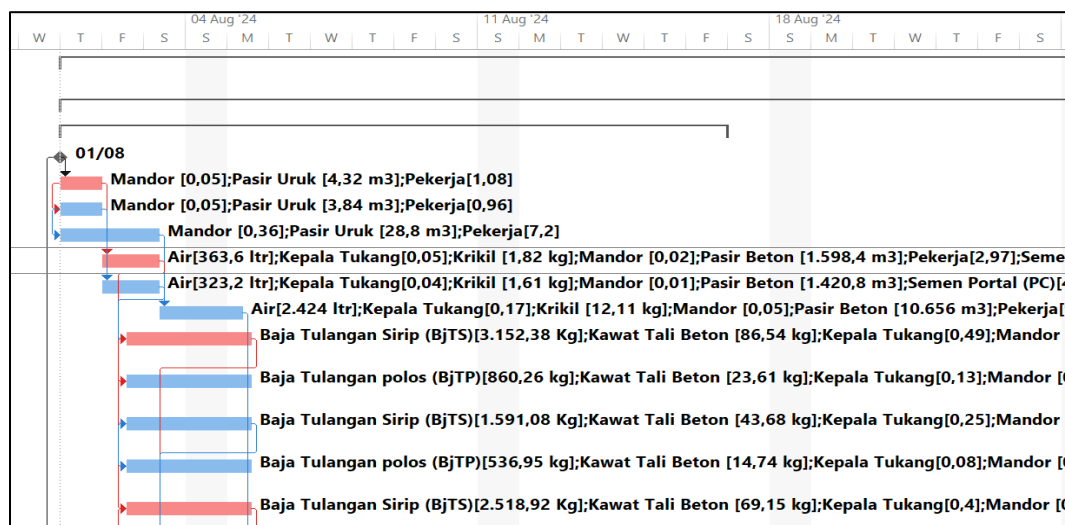 04 Aug '24 11 Aug '24 18 Aug '24
W T F S S M T W T F S S M T W T F S S M T W T F S
01/08
Mandor [0,05];Pasir Uruk [4,32 m3];Pekerja[1,08]
Mandor [0,05];Pasir Uruk [3,84 m3];Pekerja[0,96]
Mandor [0,36];Pasir Uruk [28,8 m3];Pekerja[7,2]
Air[363,6 ltr];Kepala Tukang[0,05];Krikil [1,82 kg];Mandor [0,02];Pasir Beton [1.598,4 m3];Pekerja[2,97];Seme
Air[323,2 ltr];Kepala Tukang[0,04];Krikil [1,61 kg];Mandor [0,01];Pasir Beton [1.420,8 m3];Semen Portal (PC)[4
Air[2.424 ltr];Kepala Tukang[0,17];Krikil [12,11 kg];Mandor [0,05];Pasir Beton [10.656 m3];Pekerja[
Baja Tulangan Sirip (BjTS)[3.152,38 Kg];Kawat Tali Beton [86,54 kg];Kepala Tukang[0,49];Mandor
Baja Tulangan polos (BjTP)[860,26 kg];Kawat Tali Beton [23,61 kg];Kepala Tukang[0,13];Mandor [0
Baja Tulangan Sirip (BjTS)[1.591,08 Kg];Kawat Tali Beton [43,68 kg];Kepala Tukang[0,25];Mandor
Baja Tulangan polos (BjTP)[536,95 kg];Kawat Tali Beton [14,74 kg];Kepala Tukang[0,08];Mandor [0
Baja Tulangan Sirip (BjTS)[2.518,92 Kg];Kawat Tali Beton [69,15 kg];Kepala Tukang[0,4];Mandor [0